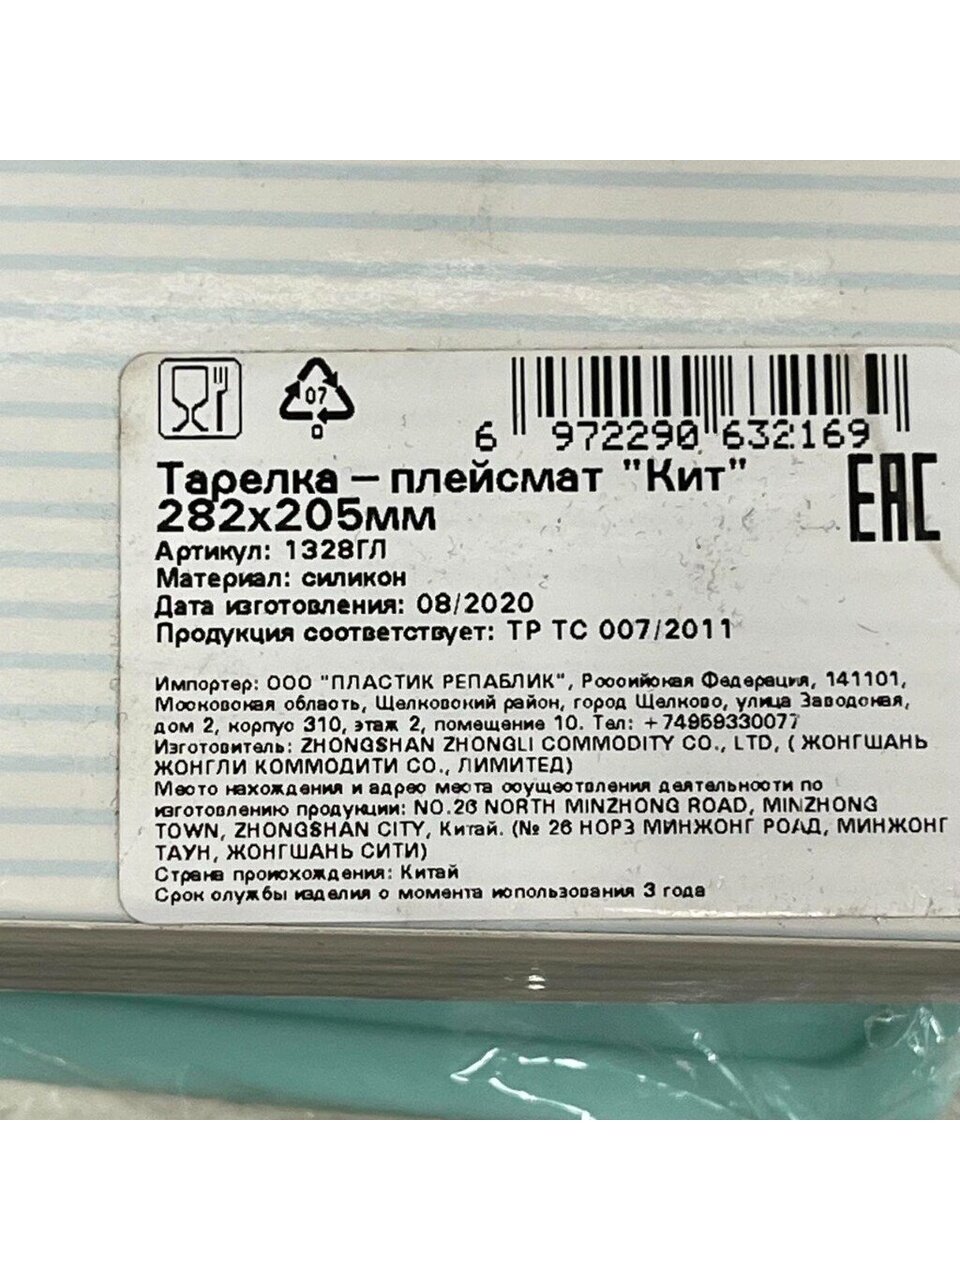 07
6 972290 632169
EAC
Тарелка – плейсмат "Кит"
282х205мм
Артикул: 1328ГЛ
Материал: силикон
Дата изготовления: 08/2020
Продукция соответствует: ТР ТС 007/2011
Импортер: ООО "ПЛАСТИК РЕПАБЛИК", Российская Федерация, 141101,
Московская область, Щелковский район, город Щелково, улица Заводская,
дом 2, корпус 310, этаж 2, помещение 10. Тел: +74959330077
Изготовитель: ZHONGSHAN ZHONGLI COMMODITY CO., LTD, ( ЖОНГШАНЬ
ЖОНГЛИ КОММОДИТИ СО., ЛИМИТЕД)
Место нахождения и адрес места осуществления деятельности по
изготовлению продукции: NO.26 NORTH MINZHONG ROAD, MINZHONG
TOWN, ZHONGSHAN CITY, Китай. (№ 26 НОРЗ МИНЖОНГ РОАД, МИНЖОНГ
ТАУН, ЖОНГШАНЬ СИТИ)
Страна происхождения: Китай
Срок службы изделия с момента использования 3 года